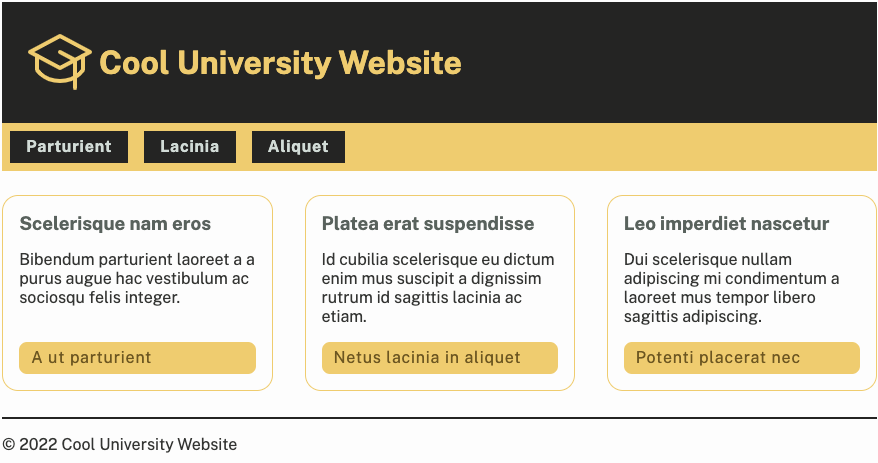 Cool University Website
Parturient
Lacinia
Aliquet
Scelerisque nam eros
Bibendum parturient laoreet a a
purus augue hac vestibulum ac
sociosqu felis integer.
A ut parturient
Platea erat suspendisse
Id cubilia scelerisque eu dictum
enim mus suscipit a dignissim
rutrum id sagittis lacinia ac
etiam.
Netus lacinia in aliquet
Leo imperdiet nascetur
Dui scelerisque nullam
adipiscing mi condimentum a
laoreet mus tempor libero
sagittis adipiscing.
Potenti placerat nec
© 2022 Cool University Website